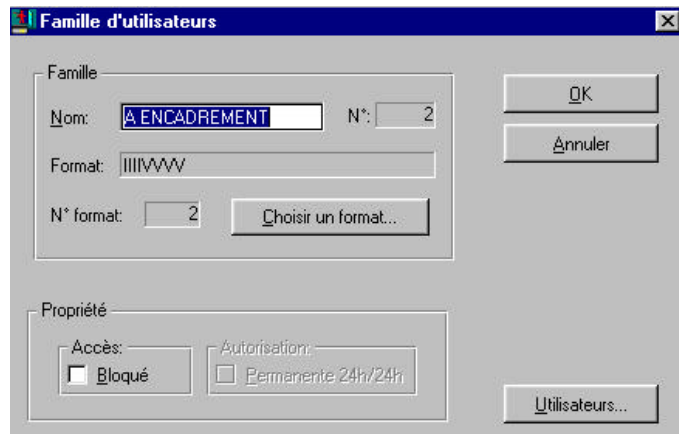 Famille d'utilisateurs
Famille
Nom: A ENCADREMENT N°: 2
OK
Annuler
Format: IIIIVVVV
N° format: 2 Choisir un format...
Propriété
Accès:
Bloqué
Autorisation:
Permanente 24h/24h
Utilisateurs...